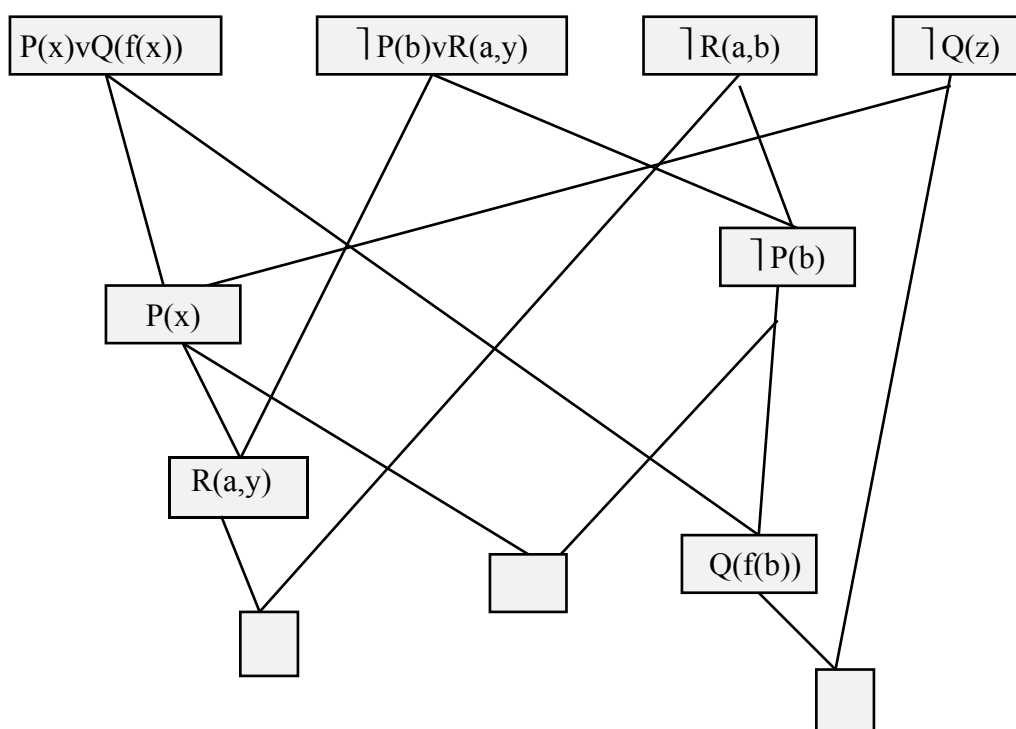 P(x)vQ(f(x))
⌉P(b)vR(a,y)
⌉R(a,b)
⌉Q(z)
⌉P(b)
P(x)
R(a,y)
Q(f(b))